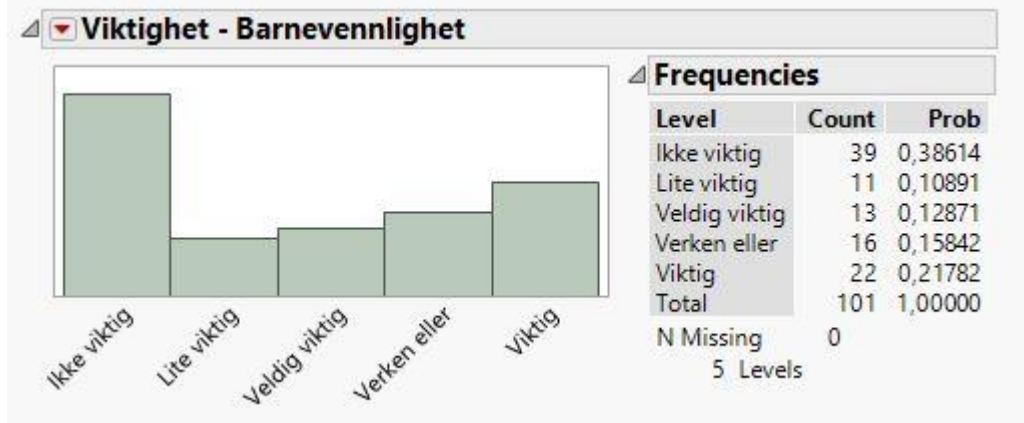 Viktighet - Barnevennlighet
Ikke viktig
Lite viktig
Veldig viktig
Verken eller
Viktig
Frequencies
Level Count Prob
Ikke viktig 39 0,38614
Lite viktig 11 0,10891
Veldig viktig 13 0,12871
Verken eller 16 0,15842
Viktig 22 0,21782
Total 101 1,00000
N Missing 0
5 Levels